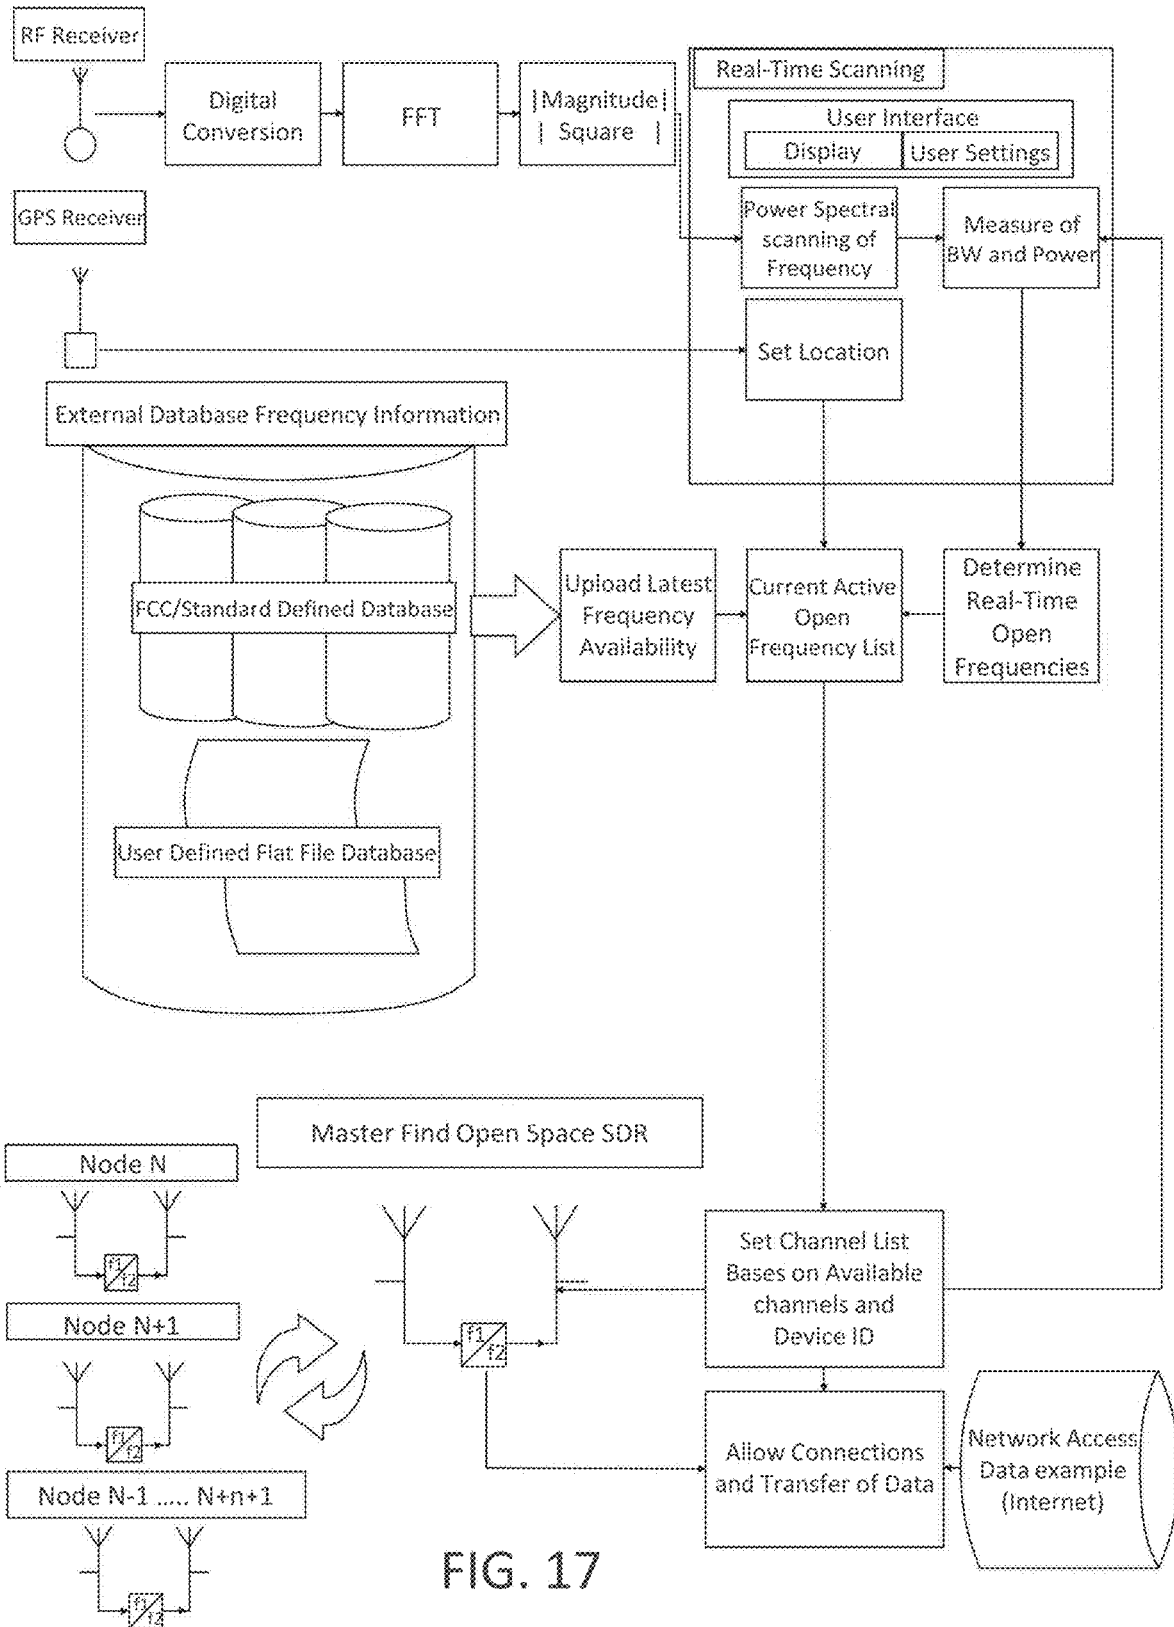 RF Receiver
Digital
Conversion
FFT
|Magnitude|
| Square |
Real-Time Scanning
User Interface
Display
User Settings
GPS Receiver
Power Spectral
scanning of
Frequency
Measure of
BW and Power
Set Location
External Database Frequency Information
FCC/Standard Defined Database
Upload Latest
Frequency
Availability
Current Active
Open
Frequency List
Determine
Real-Time
Open
Frequencies
User Defined Flat File Database
Master Find Open Space SDR
Node N
f1
f2
Node N+1
f1
f2
Node N-1 ..... N+n+1
f1
f2
f1
f2
Set Channel List
Bases on Available
channels and
Device ID
Allow Connections
and Transfer of Data
Network Access
Data example
(Internet)
FIG. 17